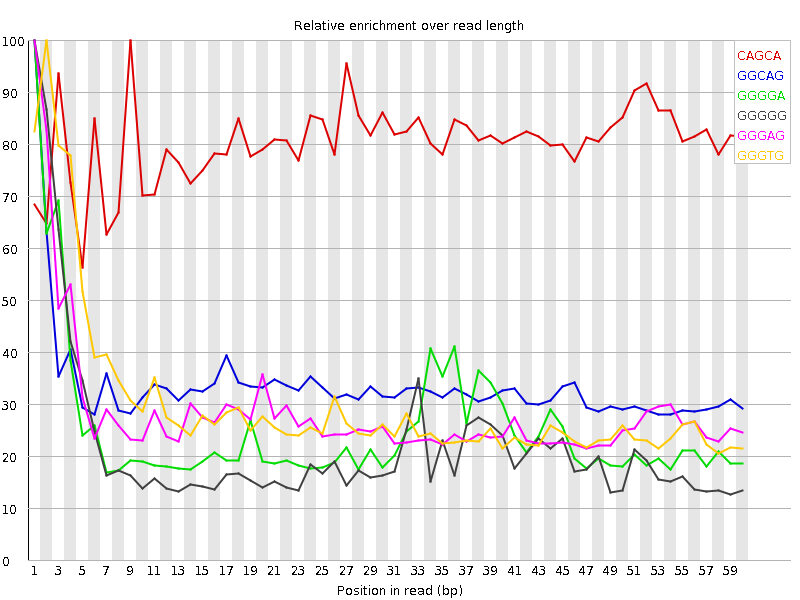 Relative enrichment over read length
100
90
80
70
60
50
40
30
20
10
0
CAGCA
GGCAG
GGGGA
GGGGG
GGGAG
GGGTG
1 3 5 7 9 11 13 15 17 19 21 23 25 27 29 31 33 35 37 39 41 43 45 47 49 51 53 55 57 59
Position in read (bp)